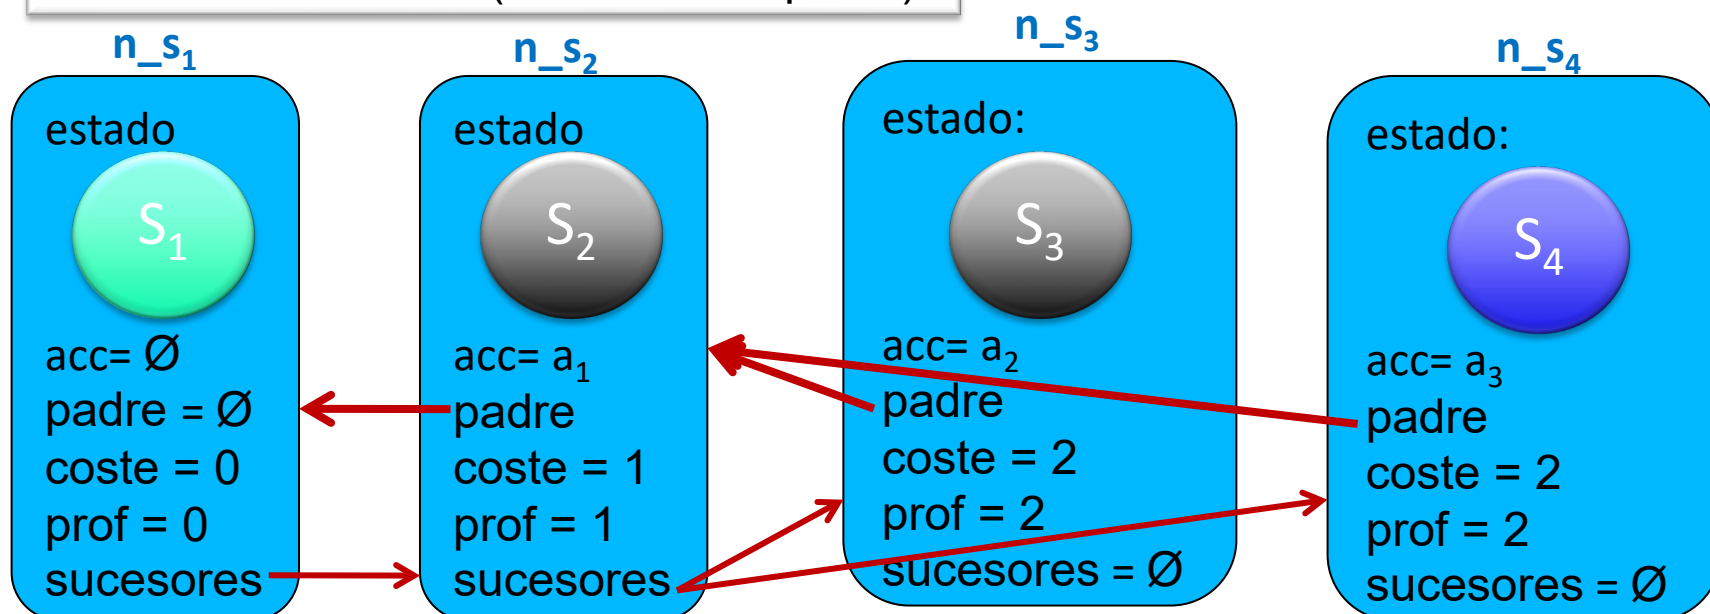 n_s₁
estado
S₁
acc= Ø
padre = Ø
coste = 0
prof = 0
sucesores
n_s₂
estado
S₂
acc= a₁
padre
coste = 1
prof = 1
sucesores
n_s₃
estado:
S₃
acc= a₂
padre
coste = 2
prof = 2
sucesores = Ø
n_s₄
estado:
S₄
acc= a₃
padre
coste = 2
prof = 2
sucesores = Ø